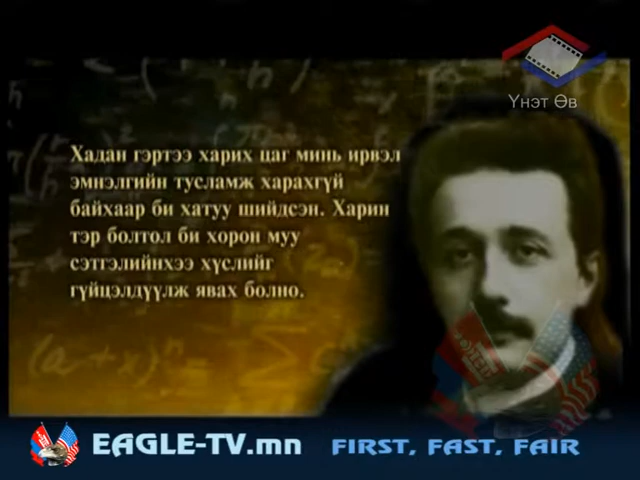 Үнэт Өв
Хадан гэртээ харих цаг минь ирвэл
эмнэлгийн тусламж харахгүй
байхаар би хатуу шийдсэн. Харин
тэр болтол би хорон муу
сэтгэлийнхээ хүслийг
гүйцэлдүүлж явах болно.
(a+x)ⁿ
EAGLE-TV.mn FIRST, FAST, FAIR